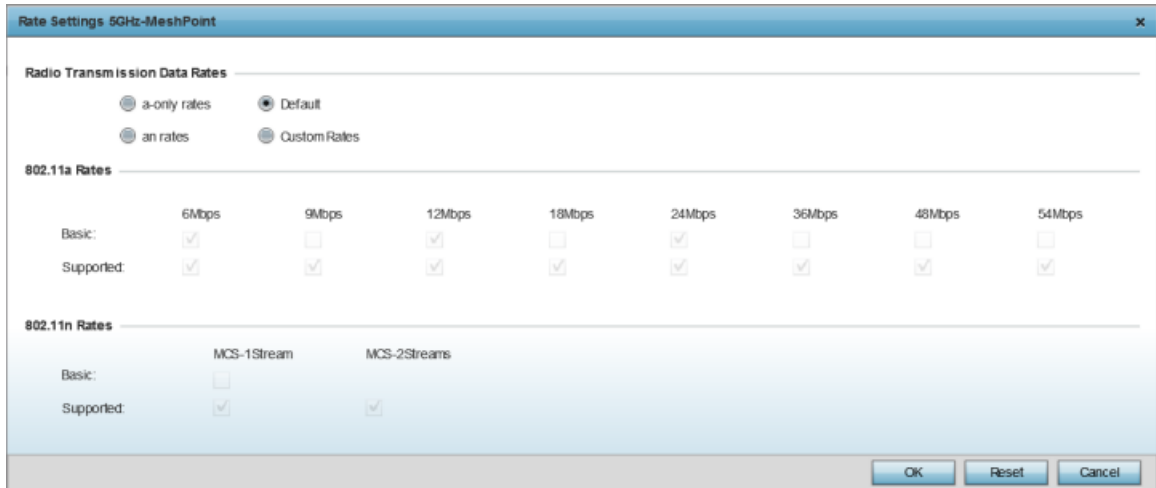 Rate Settings 5GHz-MeshPoint
Radio Transmission Data Rates
a-only rates Default
an rates Custom Rates
802.11a Rates
6Mbps 9Mbps 12Mbps 18Mbps 24Mbps 36Mbps 48Mbps 54Mbps
Basic:
Supported:
802.11n Rates
MCS-1Stream MCS-2Streams
Basic:
Supported:
OK Reset Cancel